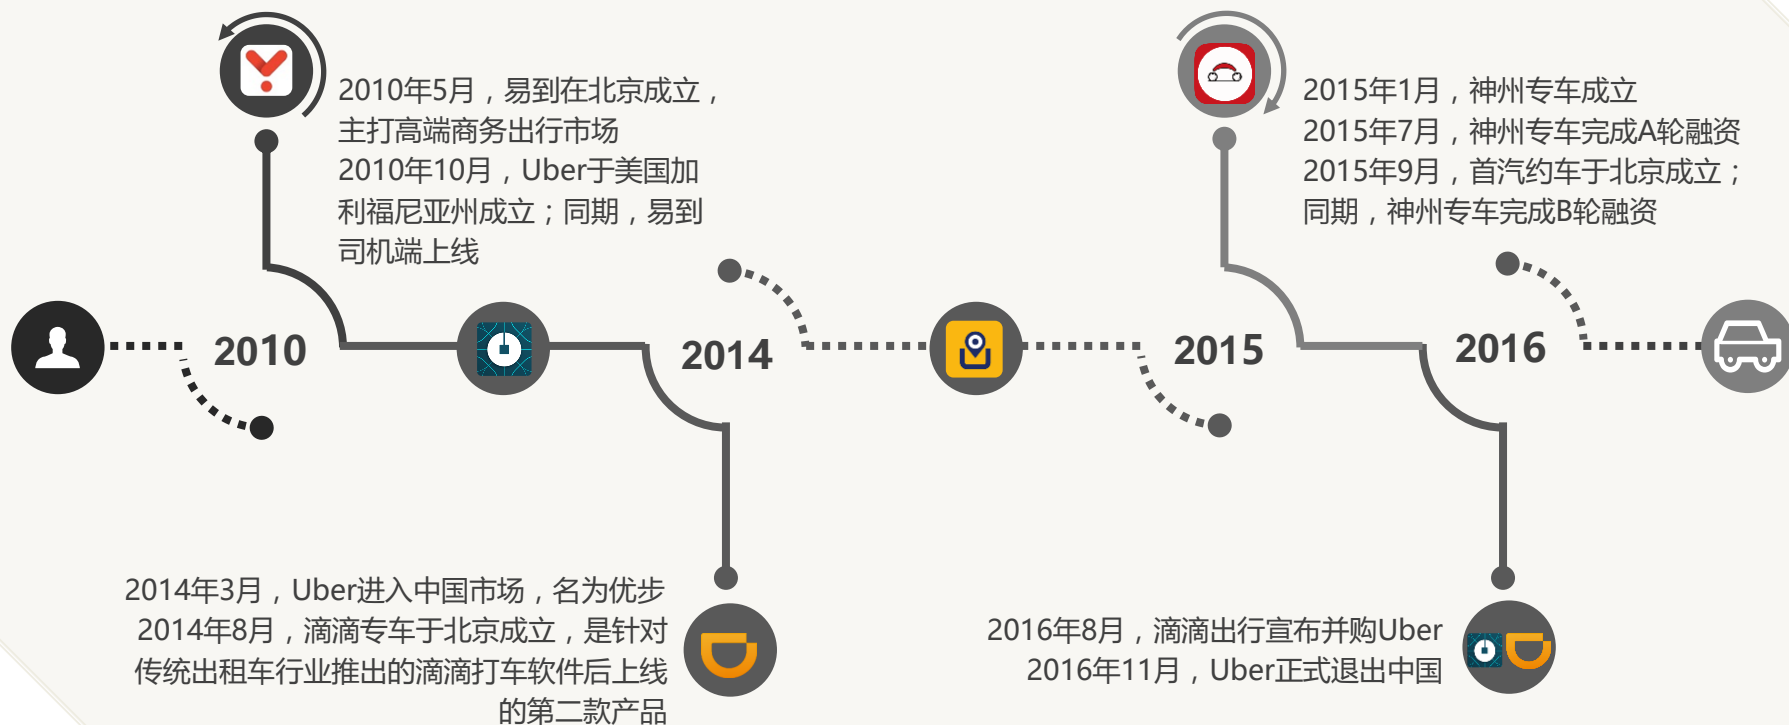 2010年5月，易到在北京成立，
主打高端商务出行市场
2010年10月，Uber于美国加
利福尼亚州成立；同期，易到
司机端上线
2015年1月，神州专车成立
2015年7月，神州专车完成A轮融资
2015年9月，首汽约车于北京成立；
同期，神州专车完成B轮融资
2010
2014
2015
2016
2014年3月，Uber进入中国市场，名为优步
2014年8月，滴滴专车于北京成立，是针对
传统出租车行业推出的滴滴打车软件后上线
的第二款产品
2016年8月，滴滴出行宣布并购Uber
2016年11月，Uber正式退出中国